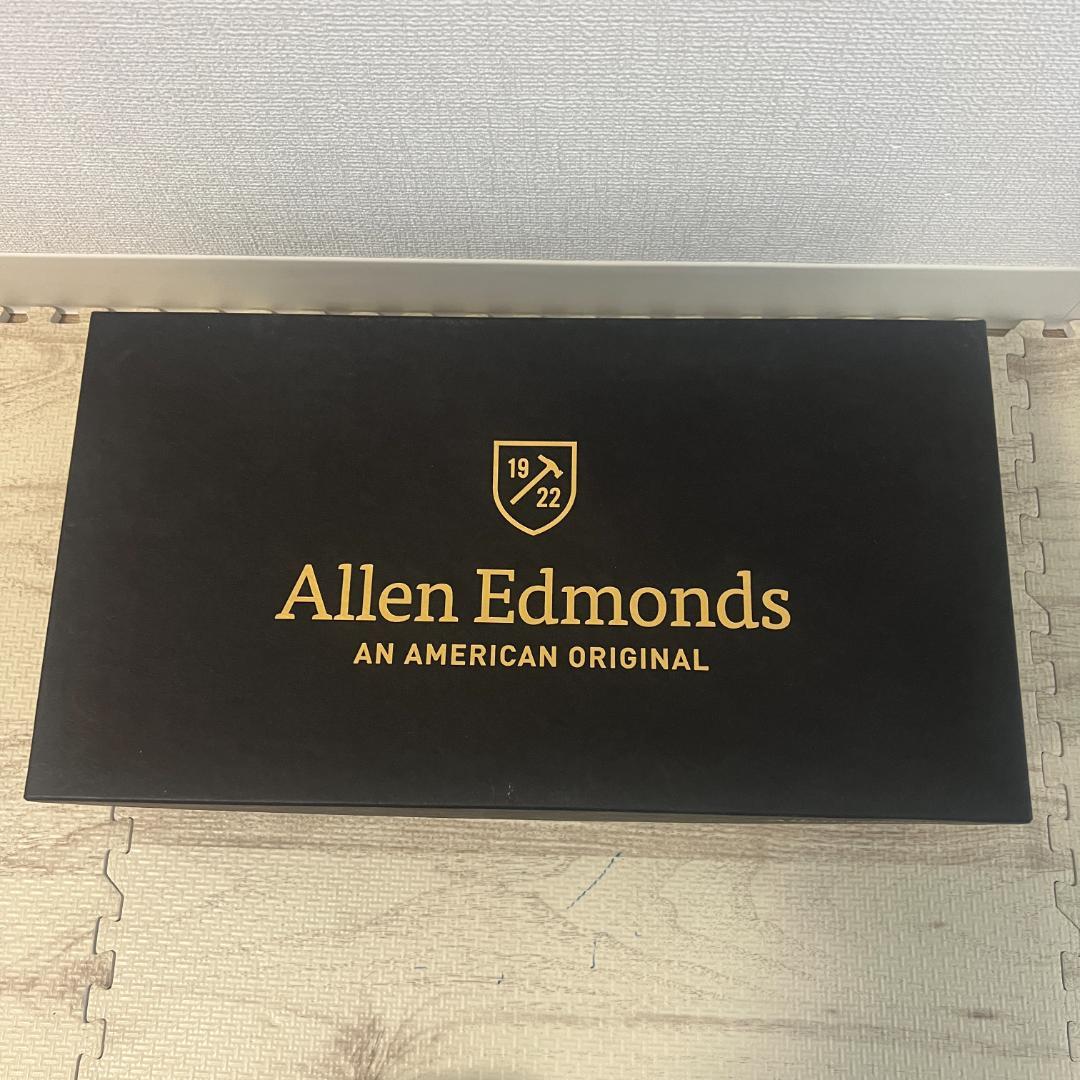 19
22
Allen Edmonds
AN AMERICAN ORIGINAL